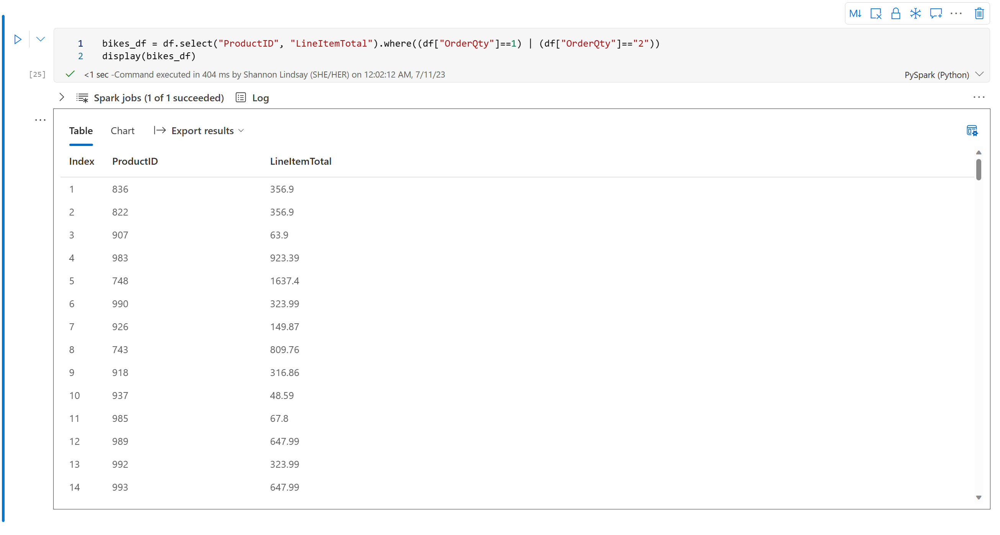 M↓
1 bikes_df = df.select("ProductID", "LineItemTotal").where((df["OrderQty"]==1) | (df["OrderQty"]=="2"))
2 display(bikes_df)
[25] <1 sec -Command executed in 404 ms by Shannon Lindsay (SHE/HER) on 12:02:12 AM, 7/11/23 PySpark (Python)
Spark jobs (1 of 1 succeeded) Log
Table Chart Export results
Index ProductID LineItemTotal
1 836 356.9
2 822 356.9
3 907 63.9
4 983 923.39
5 748 1637.4
6 990 323.99
7 926 149.87
8 743 809.76
9 918 316.86
10 937 48.59
11 985 67.8
12 989 647.99
13 992 323.99
14 993 647.99